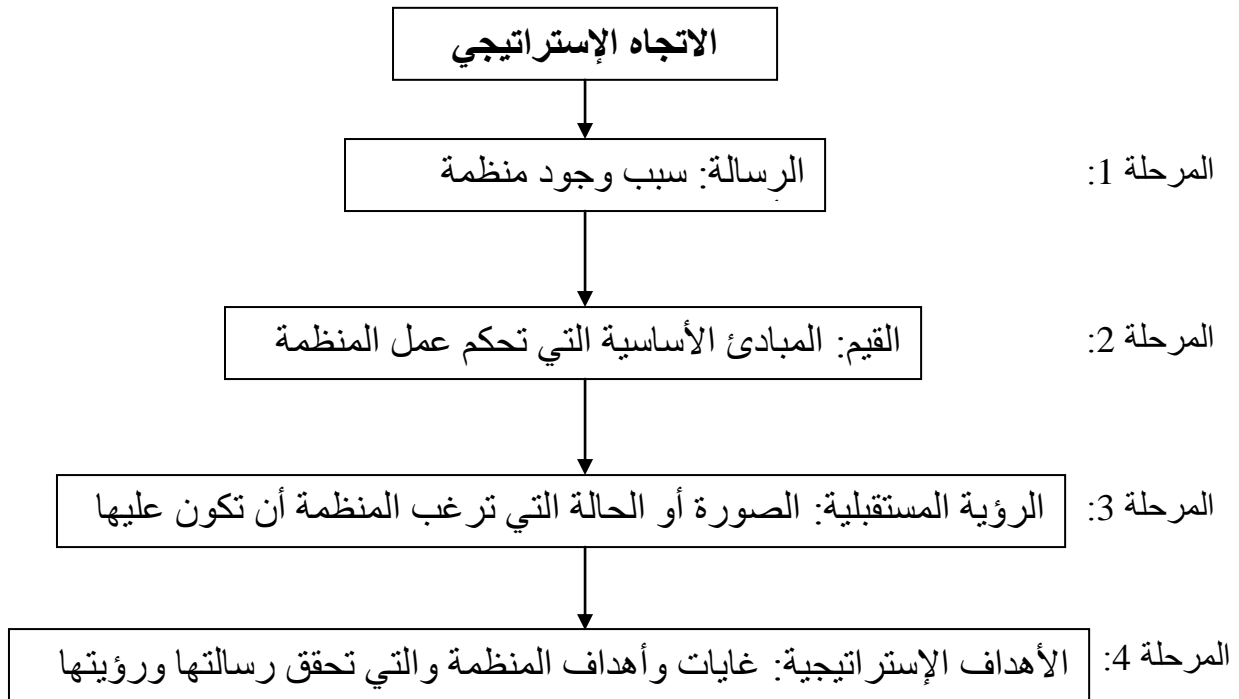 الاتجاه الإستراتيجي
المرحلة 1:
الرسالة: سبب وجود منظمة
المرحلة 2:
القيم: المبادئ الأساسية التي تحكم عمل المنظمة
المرحلة 3:
الرؤية المستقبلية: الصورة أو الحالة التي ترغب المنظمة أن تكون عليها
المرحلة 4:
الأهداف الإستراتيجية: غايات وأهداف المنظمة والتي تحقق رسالتها ورؤيتها